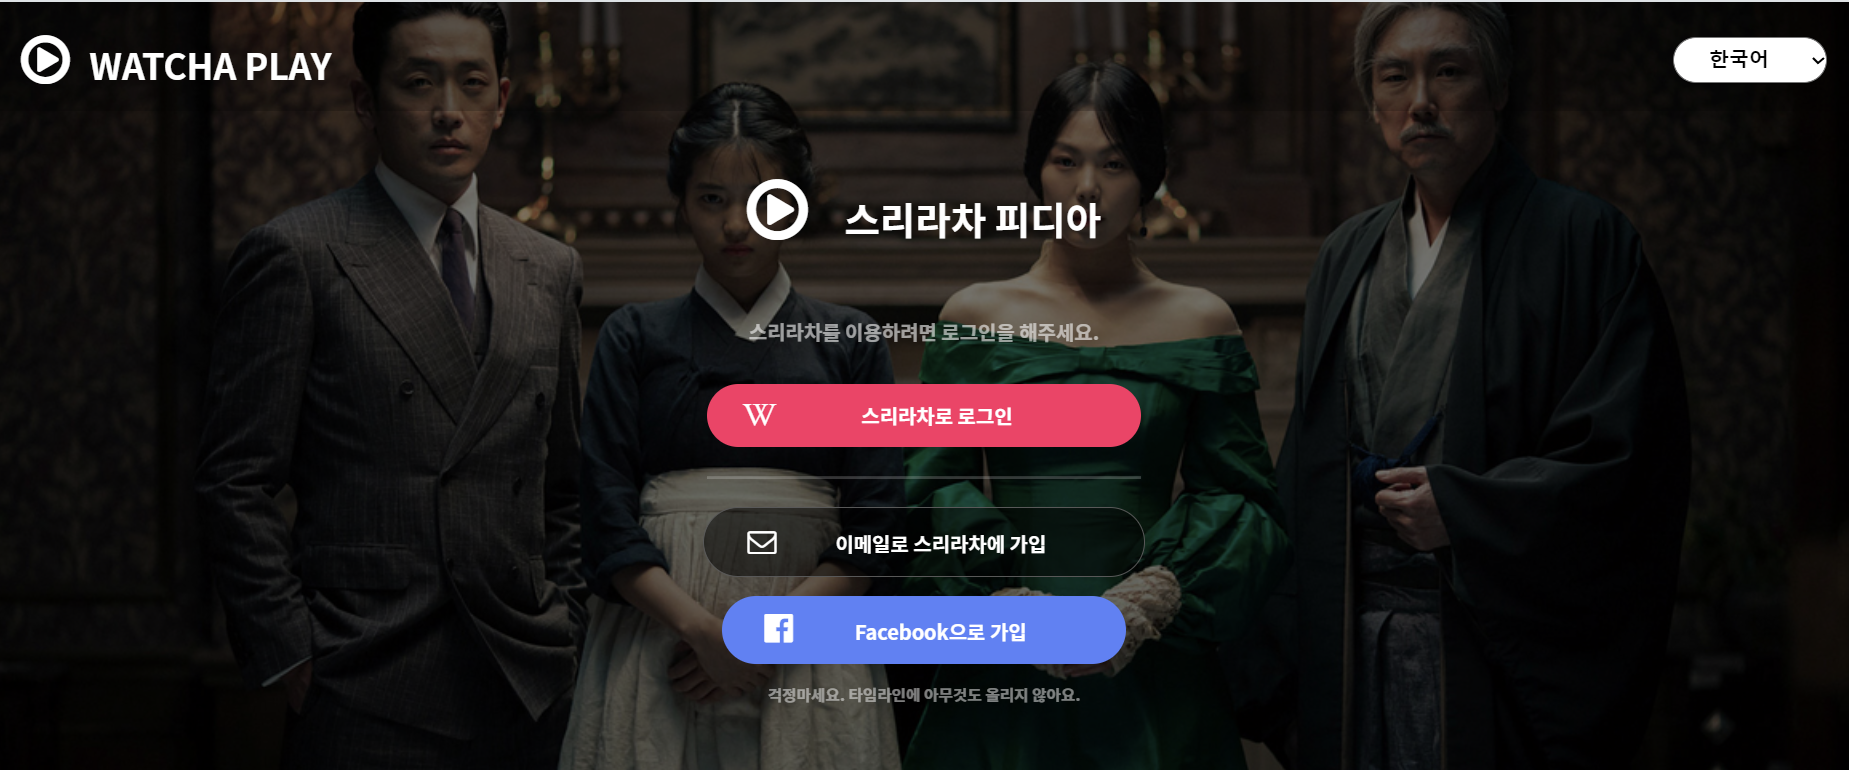 WATCHA PLAY
한국어
스리라차 피디아
스리라차를 이용하려면 로그인을 해주세요.
W 스리라차로 로그인
이메일로 스리라차에 가입
Facebook으로 가입
걱정마세요. 타임라인에 아무것도 올리지 않아요.